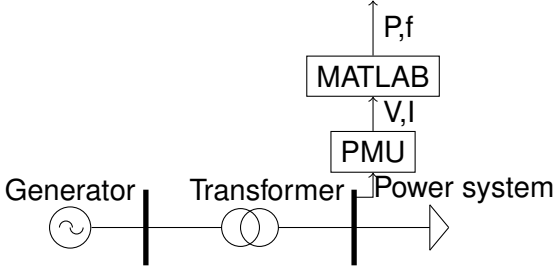 P,f
MATLAB
V,I
PMU
Generator
Transformer
Power system